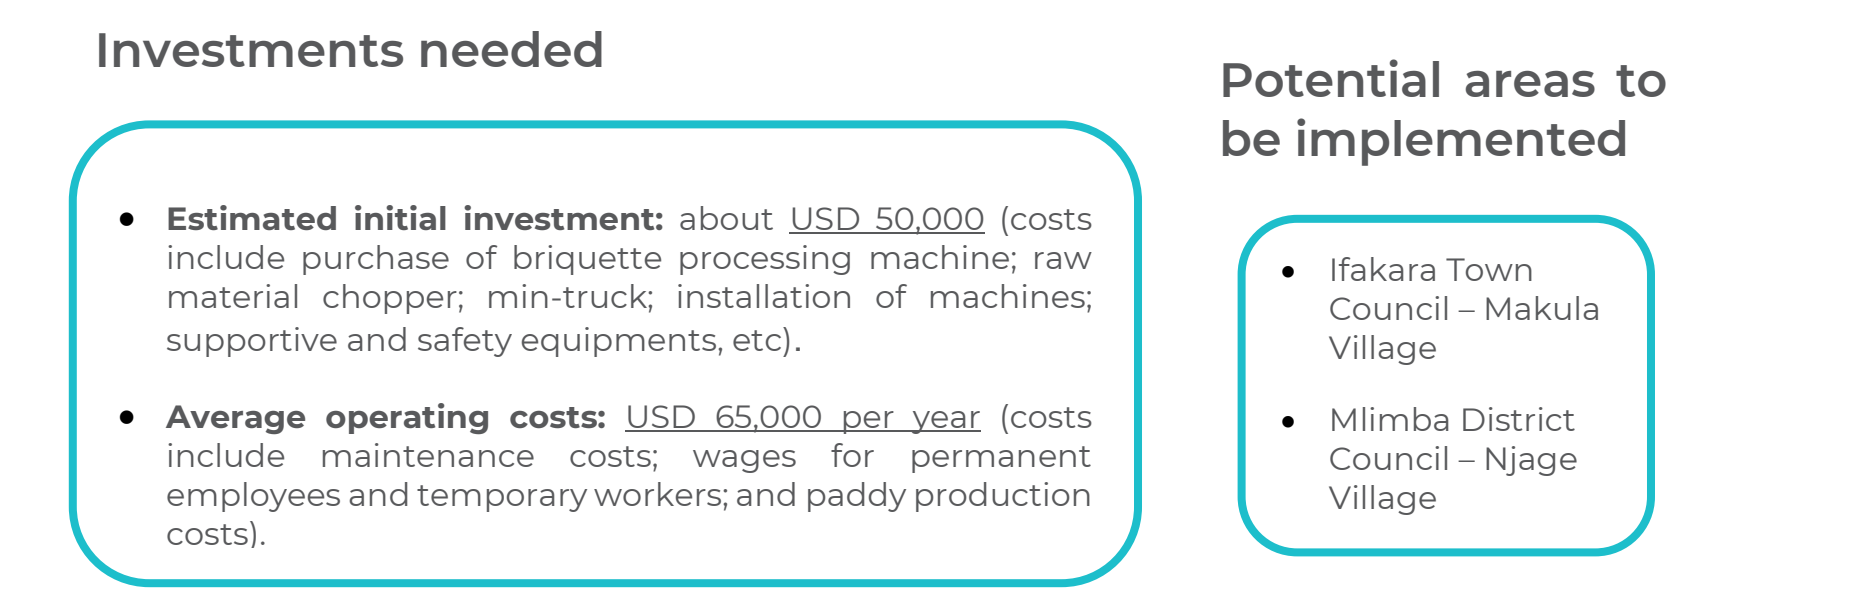 Investments needed
• Estimated initial investment: about USD 50,000 (costs
include purchase of briquette processing machine; raw
material chopper; min-truck; installation of machines;
supportive and safety equipments, etc).
• Average operating costs: USD 65,000 per year (costs
include maintenance costs; wages for permanent
employees and temporary workers; and paddy production
costs).
Potential areas to
be implemented
• Ifakara Town
Council – Makula
Village
• Mlimba District
Council – Njage
Village